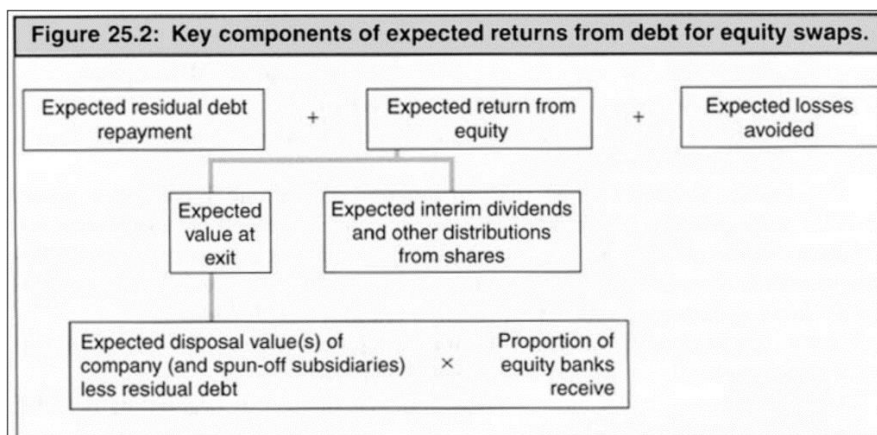 Figure 25.2: Key components of expected returns from debt for equity swaps.
Expected residual debt
repayment
+
Expected return from
equity
+
Expected losses
avoided
Expected
value at
exit
Expected interim dividends
and other distributions
from shares
Expected disposal value(s) of
company (and spun-off subsidiaries)
less residual debt
×
Proportion of
equity banks
receive